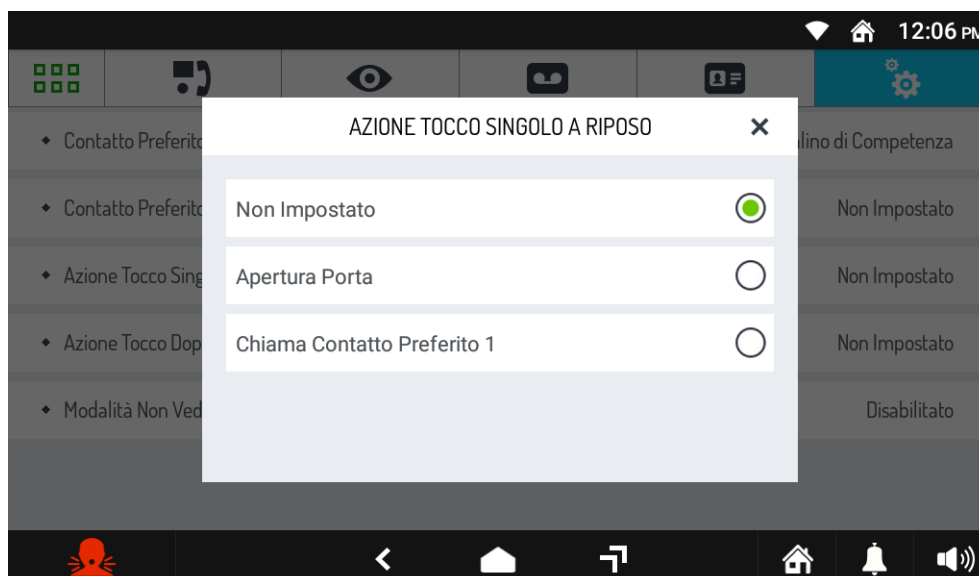 12:06 PM
AZIONE TOCCO SINGOLO A RIPOSO
Contatto Preferito
lino di Competenza
Non Impostato
Contatto Preferito
Non Impostato
Azione Tocco Sing
Apertura Porta
Non Impostato
Azione Tocco Dop
Chiama Contatto Preferito 1
Non Impostato
Modalità Non Ved
Disabilitato